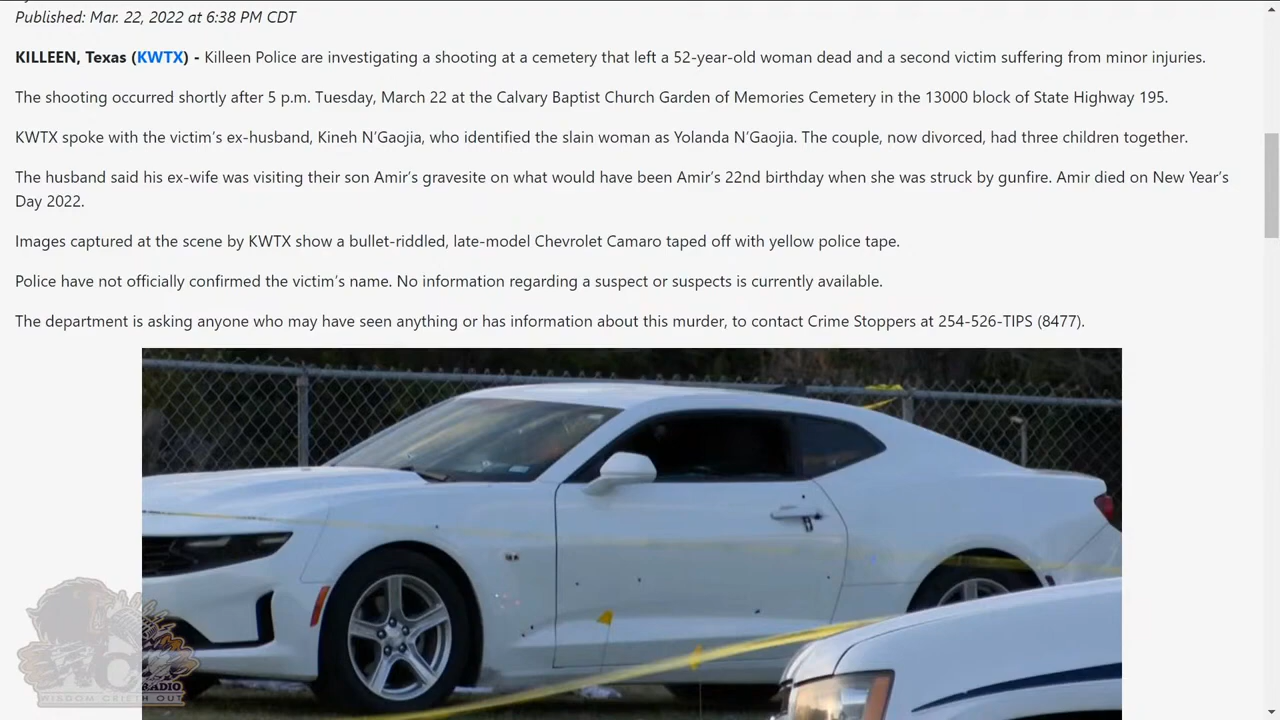 Published: Mar. 22, 2022 at 6:38 PM CDT
KILLEEN, Texas (KWTX) - Killeen Police are investigating a shooting at a cemetery that left a 52-year-old woman dead and a second victim suffering from minor injuries.
The shooting occurred shortly after 5 p.m. Tuesday, March 22 at the Calvary Baptist Church Garden of Memories Cemetery in the 13000 block of State Highway 195.
KWTX spoke with the victim’s ex-husband, Kineh N’Gaojia, who identified the slain woman as Yolanda N’Gaojia. The couple, now divorced, had three children together.
The husband said his ex-wife was visiting their son Amir’s gravesite on what would have been Amir’s 22nd birthday when she was struck by gunfire. Amir died on New Year’s
Day 2022.
Images captured at the scene by KWTX show a bullet-riddled, late-model Chevrolet Camaro taped off with yellow police tape.
Police have not officially confirmed the victim’s name. No information regarding a suspect or suspects is currently available.
The department is asking anyone who may have seen anything or has information about this murder, to contact Crime Stoppers at 254-526-TIPS (8477).
RADIO
WISDOM CRIETH OUT